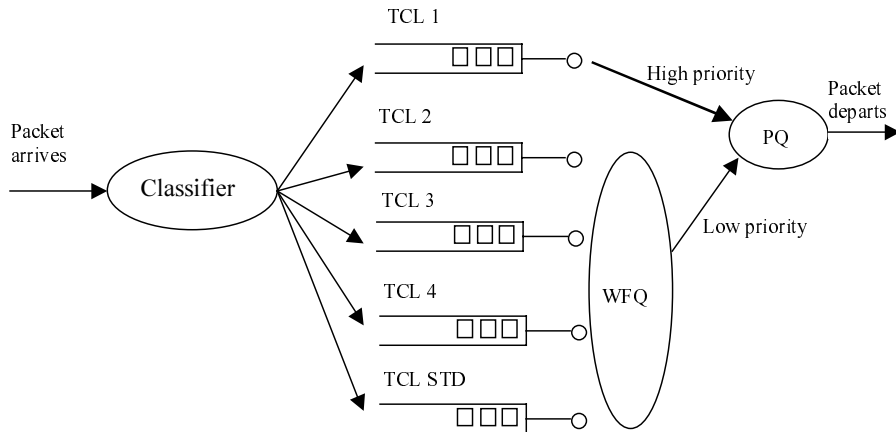 TCL 1
High priority
Packet
departs
TCL 2
PQ
Packet
arrives
Classifier
TCL 3
Low priority
TCL 4
WFQ
TCL STD